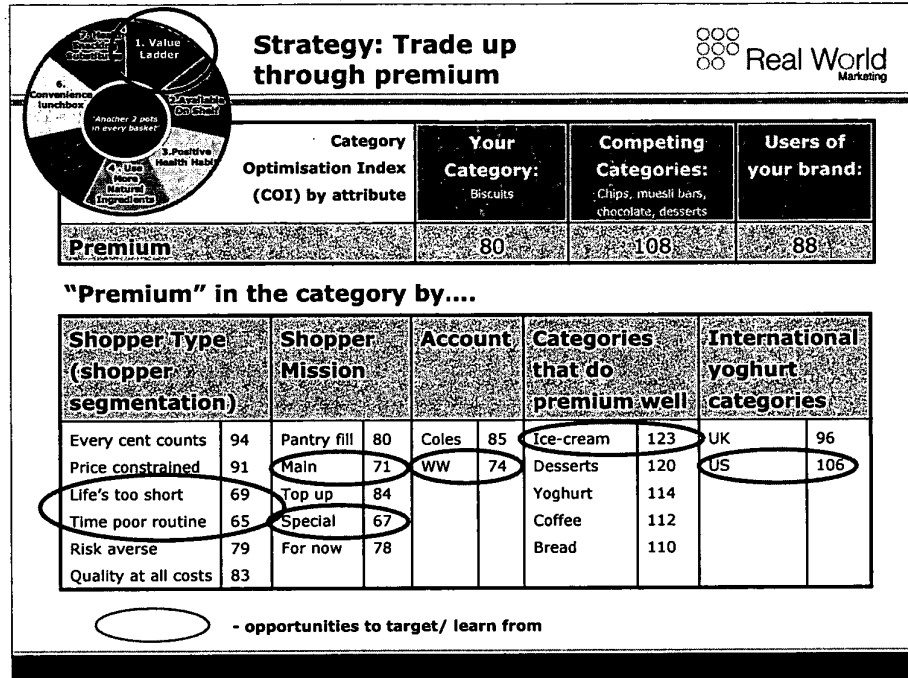 Strategy: Trade up
through premium
Real World
Marketing
1. Value
Ladder
On Shelf
3.Positive
Health Habit
4. Use
More
Natural
Ingredients
6.
Convenience
lunchbox
"Another 2 pots
in every basket"
Category
Optimisation Index
(COI) by attribute
Your
Category:
Biscuits
Competing
Categories:
Chips, muesli bars,
chocolate, desserts
Users of
your brand:
Premium 80 108 88
"Premium" in the category by....
Shopper Type
(shopper
segmentation)
Shopper
Mission
Account
Categories
that do
premium well
International
yoghurt
categories
Every cent counts 94 Pantry fill 80 Coles 85 Ice-cream 123 UK 96
Price constrained 91 Main 71 WW 74 Desserts 120 US 106
Life's too short 69 Top up 84 Yoghurt 114
Time poor routine 65 Special 67 Coffee 112
Risk averse 79 For now 78 Bread 110
Quality at all costs 83
- opportunities to target/ learn from